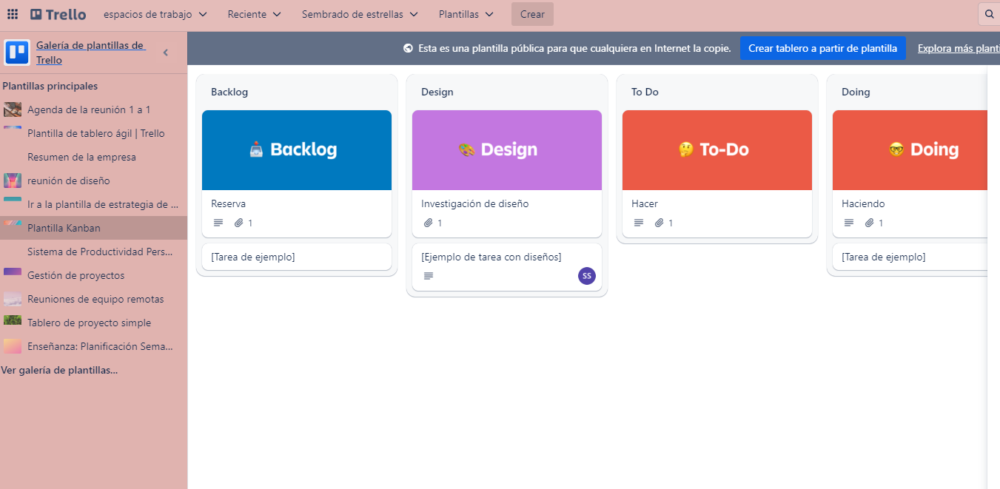 Trello
espacios de trabajo
Reciente
Sembrado de estrellas
Plantillas
Crear
Galería de plantillas de
Trello
Esta es una plantilla pública para que cualquiera en Internet la copie.
Crear tablero a partir de plantilla
Explora más planti
Plantillas principales
Agenda de la reunión 1 a 1
Plantilla de tablero ágil | Trello
Resumen de la empresa
reunión de diseño
Ir a la plantilla de estrategia de ...
Plantilla Kanban
Sistema de Productividad Pers...
Gestión de proyectos
Reuniones de equipo remotas
Tablero de proyecto simple
Enseñanza: Planificación Sema...
Ver galería de plantillas...
Backlog
Backlog
Reserva
1
[Tarea de ejemplo]
Design
Design
Investigación de diseño
1
[Ejemplo de tarea con diseños]
SS
To Do
To-Do
Hacer
1
Doing
Doing
Haciendo
1
[Tarea de ejemplo]